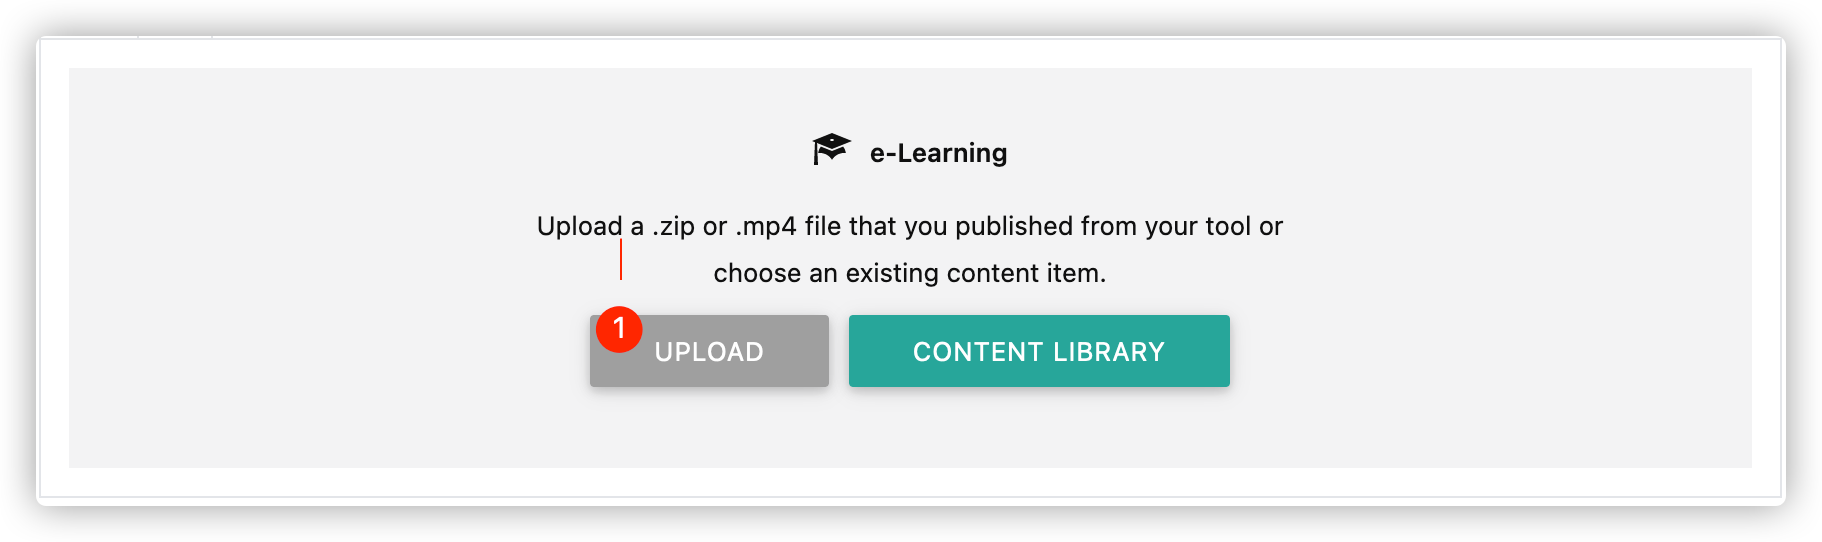 e-Learning
Upload a .zip or .mp4 file that you published from your tool or
choose an existing content item.
1
UPLOAD
CONTENT LIBRARY